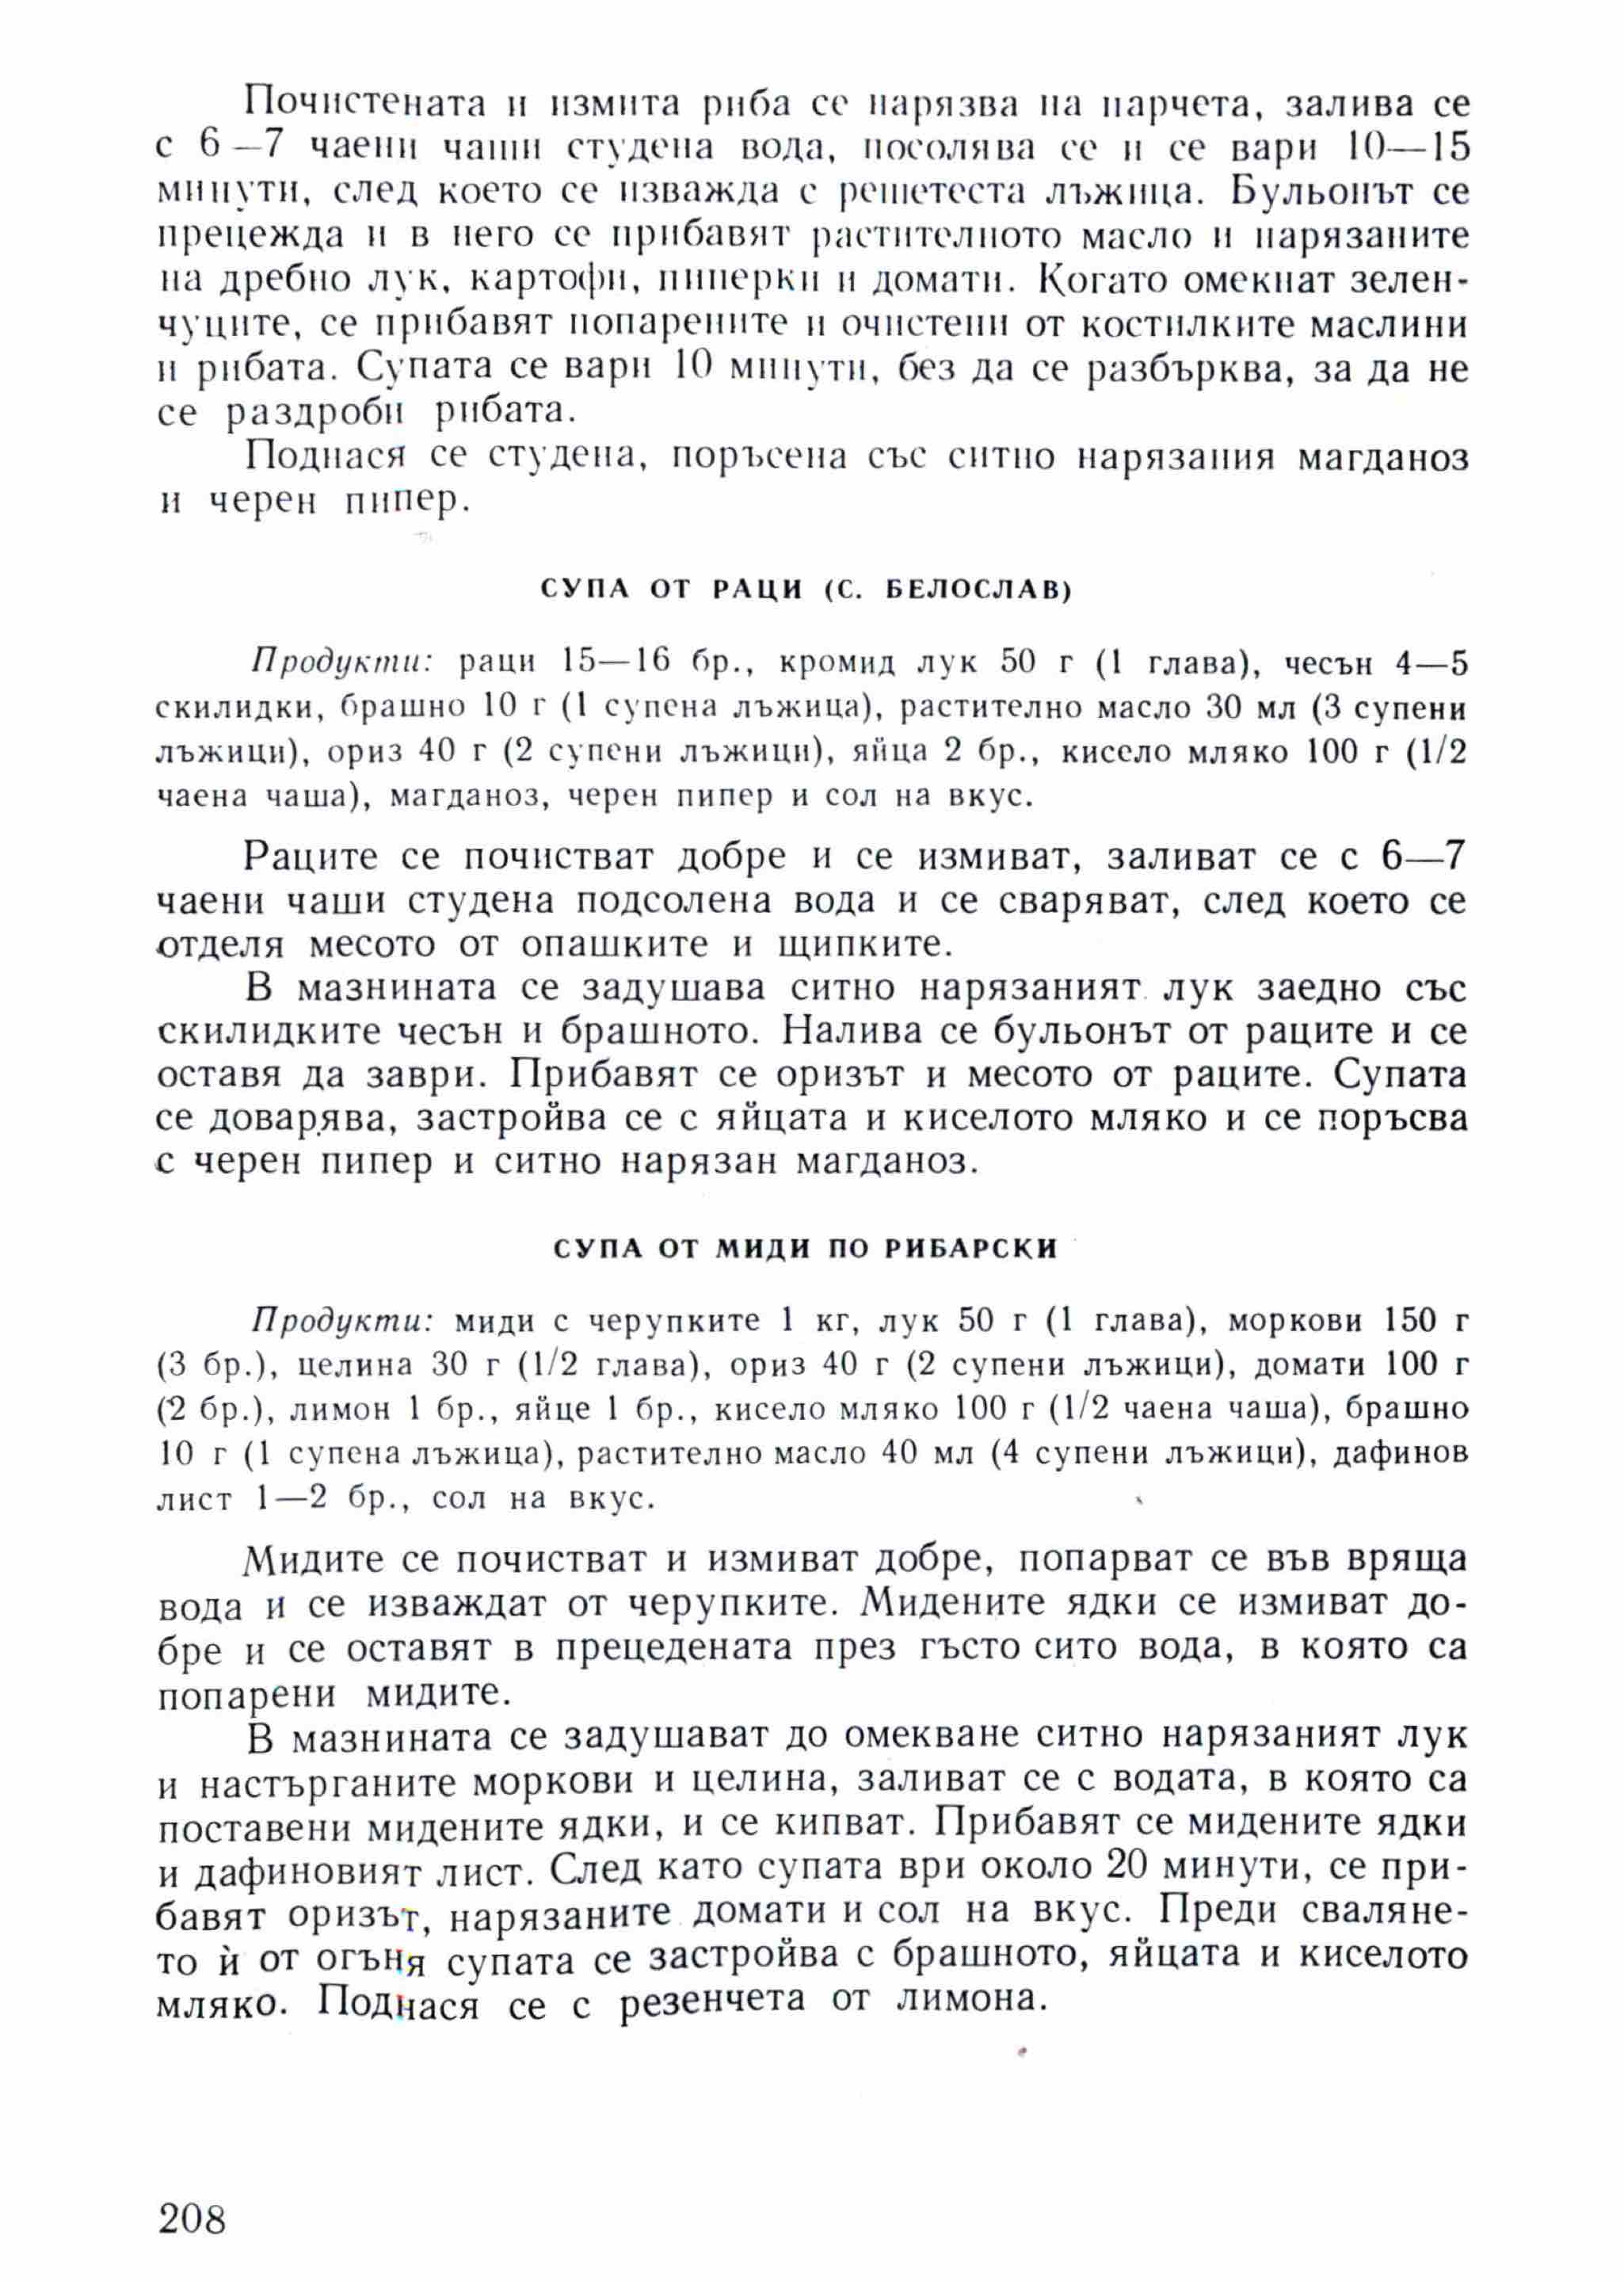 Почистената и измита риба се нарязва на парчета, залива се
с 6—7 чаени чаши студена вода, посолява се и се вари 10—15
минути, след което се изважда с решетеста лъжица. Бульонът се
прецежда и в него се прибавят растителното масло и нарязаните
на дребно лук, картофи, пиперки и домати. Когато омекнат зелен-
чуците, се прибавят попарените и очистени от костилките маслини
и рибата. Супата се вари 10 минути, без да се разбърква, за да не
се раздроби рибата.
Поднася се студена, поръсена със ситно нарязания магданоз
и черен пипер.
СУПА ОТ РАЦИ (С. БЕЛОСЛАВ)
Продукти: раци 15—16 бр., кромид лук 50 г (1 глава), чесън 4—5
скилидки, брашно 10 г (1 супена лъжица), растително масло 30 мл (3 супени
лъжици), ориз 40 г (2 супени лъжици), яйца 2 бр., кисело мляко 100 г (1/2
чаена чаша), магданоз, черен пипер и сол на вкус.
Раците се почистват добре и се измиват, заливат се с 6—7
чаени чаши студена подсолена вода и се сваряват, след което се
отделя месото от опашките и щипките.
В мазнината се задушава ситно нарязаният лук заедно със
скилидките чесън и брашното. Налива се бульонът от раците и се
оставя да заври. Прибавят се оризът и месото от раците. Супата
се доварява, застройва се с яйцата и киселото мляко и се поръсва
с черен пипер и ситно нарязан магданоз.
СУПА ОТ МИДИ ПО РИБАРСКИ
Продукти: миди с черупките 1 кг, лук 50 г (1 глава), моркови 150 г
(3 бр.), целина 30 г (1/2 глава), ориз 40 г (2 супени лъжици), домати 100 г
(2 бр.), лимон 1 бр., яйце 1 бр., кисело мляко 100 г (1/2 чаена чаша), брашно
10 г (1 супена лъжица), растително масло 40 мл (4 супени лъжици), дафинов
лист 1—2 бр., сол на вкус.
Мидите се почистват и измиват добре, попарват се във вряща
вода и се изваждат от черупките. Мидените ядки се измиват до-
бре и се оставят в прецедената през гъсто сито вода, в която са
попарени мидите.
В мазнината се задушават до омекване ситно нарязаният лук
и настърганите моркови и целина, заливат се с водата, в която са
поставени мидените ядки, и се кипват. Прибавят се мидените ядки
и дафиновият лист. След като супата ври около 20 минути, се при-
бавят оризът, нарязаните домати и сол на вкус. Преди сваляне-
то ѝ от огъня супата се застройва с брашното, яйцата и киселото
мляко. Поднася се с резенчета от лимона.
208